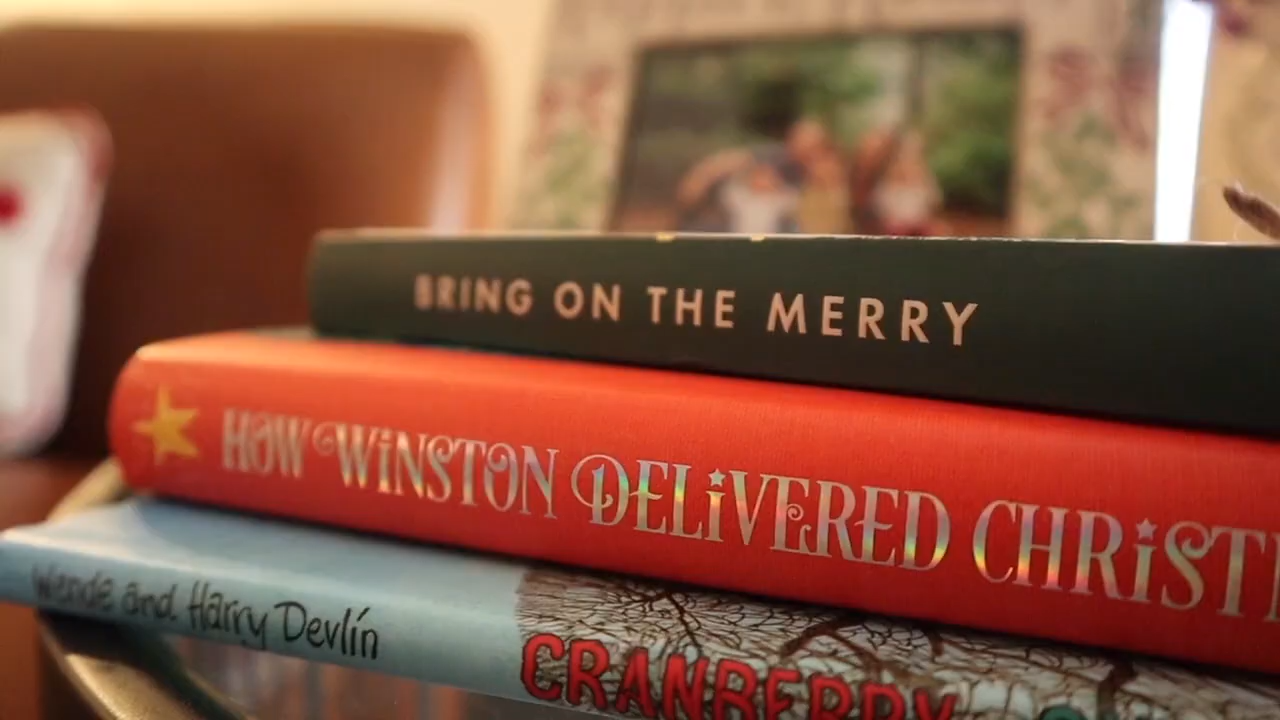 BRING ON THE MERRY
HOW WINSTON DELIVERED CHRIST
Wende and Harry Devlin
CRANBERRY